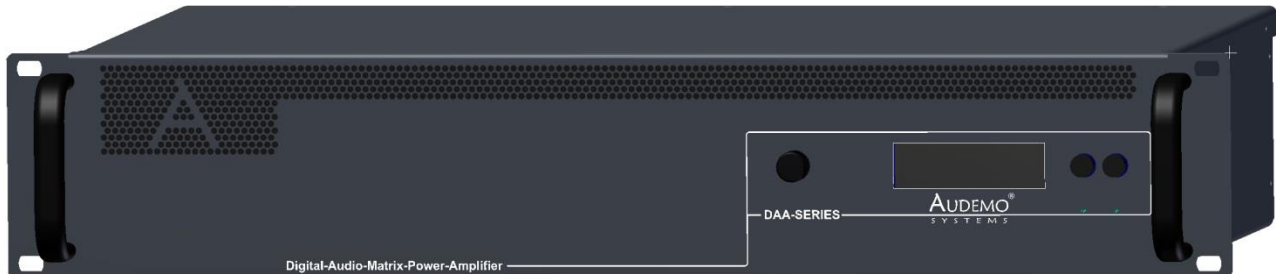 A
DAA-SERIES
AUDEMO®
SYSTEMS
Digital-Audio-Matrix-Power-Amplifier